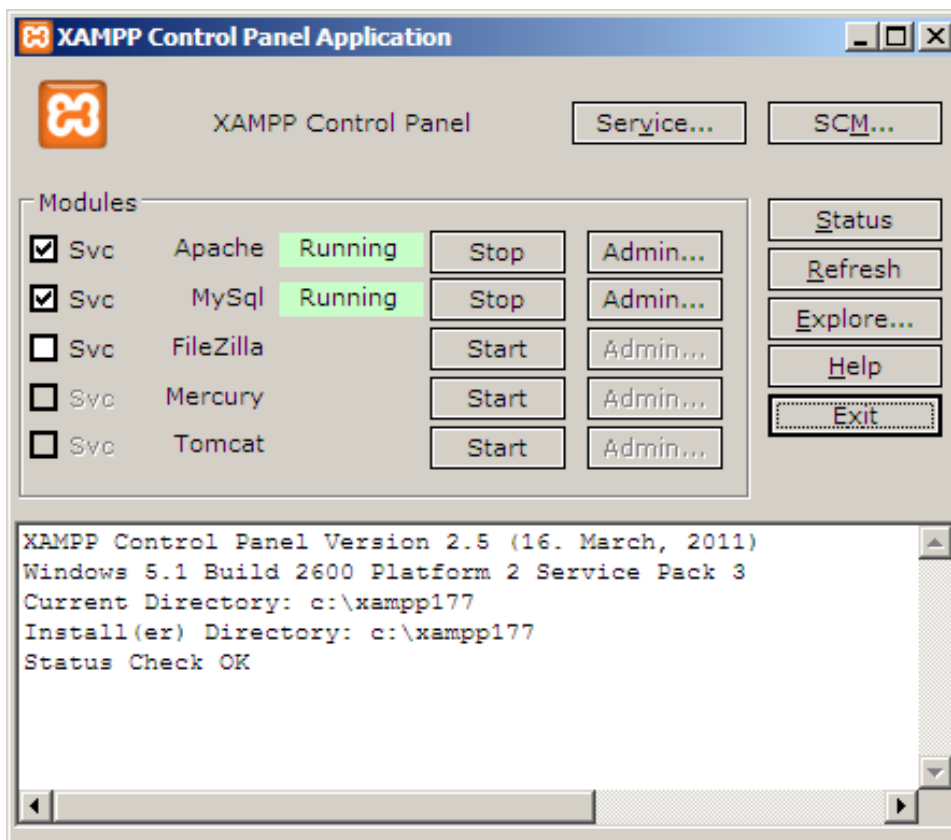 XAMPP Control Panel Application
XAMPP Control Panel Service... SCM...
Modules
Svc Apache Running Stop Admin...
Svc MySql Running Stop Admin...
Svc FileZilla Start Admin...
Svc Mercury Start Admin...
Svc Tomcat Start Admin...
Status
Refresh
Explore...
Help
Exit
XAMPP Control Panel Version 2.5 (16. March, 2011)
Windows 5.1 Build 2600 Platform 2 Service Pack 3
Current Directory: c:\xampp177
Install(er) Directory: c:\xampp177
Status Check OK